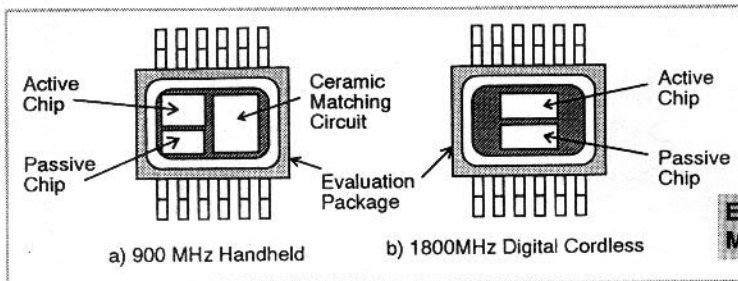 Active
Chip
Passive
Chip
Ceramic
Matching
Circuit
Evaluation
Package
Active
Chip
Passive
Chip
a) 900 MHz Handheld
b) 1800MHz Digital Cordless